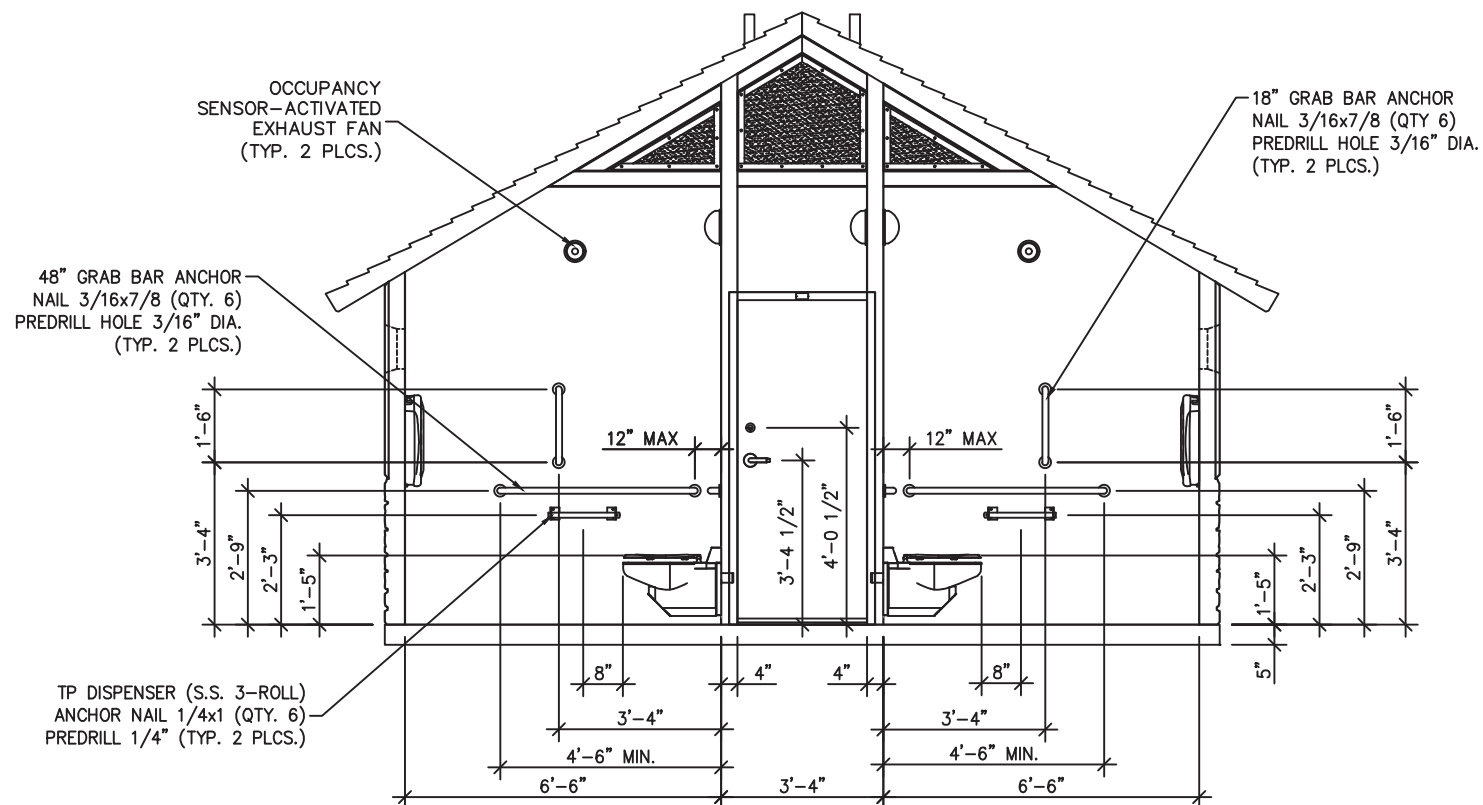 OCCUPANCY
SENSOR-ACTIVATED
EXHAUST FAN
(TYP. 2 PLCS.)
18" GRAB BAR ANCHOR
NAIL 3/16x7/8 (QTY 6)
PREDRILL HOLE 3/16" DIA.
(TYP. 2 PLCS.)
48" GRAB BAR ANCHOR
NAIL 3/16x7/8 (QTY. 6)
PREDRILL HOLE 3/16" DIA.
(TYP. 2 PLCS.)
1'-6"
12" MAX
12" MAX
1'-6"
3'-4"
2'-9"
2'-3"
1'-5"
3'-4 1/2"
4'-0 1/2"
1'-5"
2'-3"
2'-9"
3'-4"
5"
TP DISPENSER (S.S. 3-ROLL)
ANCHOR NAIL 1/4x1 (QTY. 6)
PREDRILL 1/4" (TYP. 2 PLCS.)
8"
4"
4"
8"
3'-4"
3'-4"
4'-6" MIN.
4'-6" MIN.
6'-6"
3'-4"
6'-6"